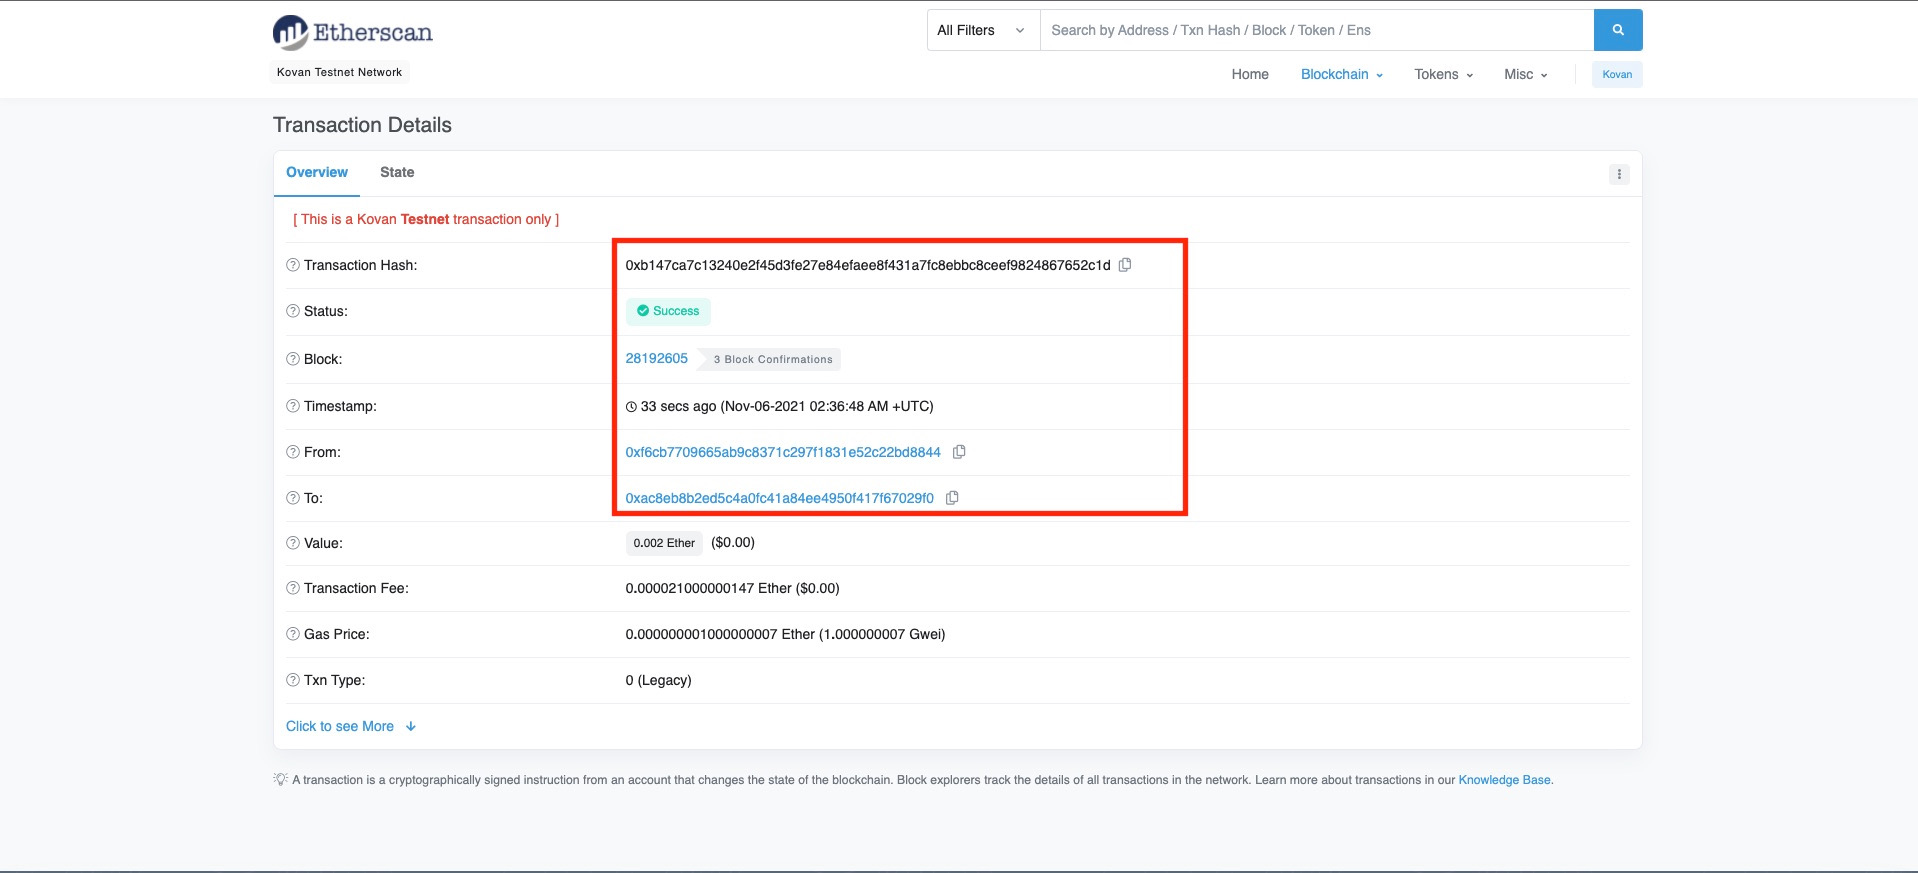 Etherscan
All Filters
Search by Address / Txn Hash / Block / Token / Ens
Kovan Testnet Network
Home Blockchain Tokens Misc Kovan
Transaction Details
Overview State
[ This is a Kovan Testnet transaction only ]
Transaction Hash: 0xb147ca7c13240e2f45d3fe27e84efaee8f431a7fc8ebbc8ceef9824867652c1d
Status: Success
Block: 28192605 3 Block Confirmations
Timestamp: 33 secs ago (Nov-06-2021 02:36:48 AM +UTC)
From: 0xf6cb7709665ab9c8371c297f1831e52c22bd8844
To: 0xac8eb8b2ed5c4a0fc41a84ee4950f417f67029f0
Value: 0.002 Ether ($0.00)
Transaction Fee: 0.000021000000147 Ether ($0.00)
Gas Price: 0.000000001000000007 Ether (1.000000007 Gwei)
Txn Type: 0 (Legacy)
Click to see More
A transaction is a cryptographically signed instruction from an account that changes the state of the blockchain. Block explorers track the details of all transactions in the network. Learn more about transactions in our Knowledge Base.